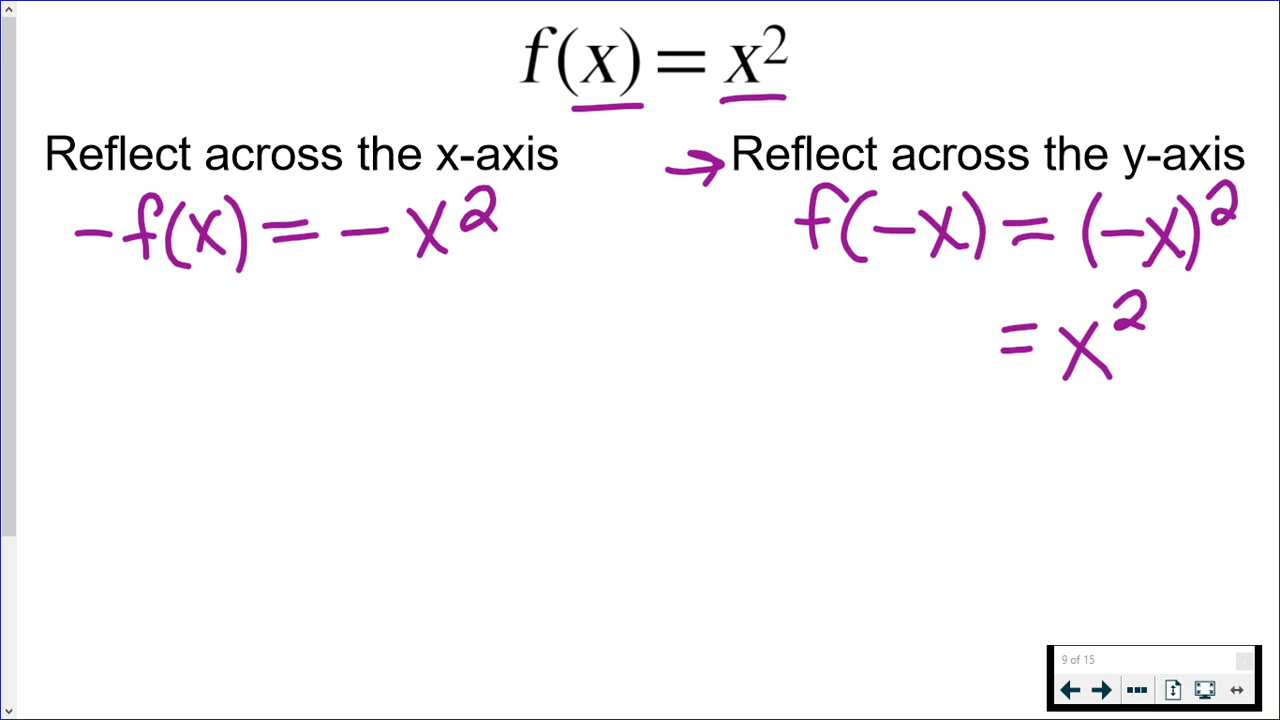 f(x) = x²
Reflect across the x-axis
→ Reflect across the y-axis
-f(x) = -x²
f(-x) = (-x)²
= x²
9 of 15